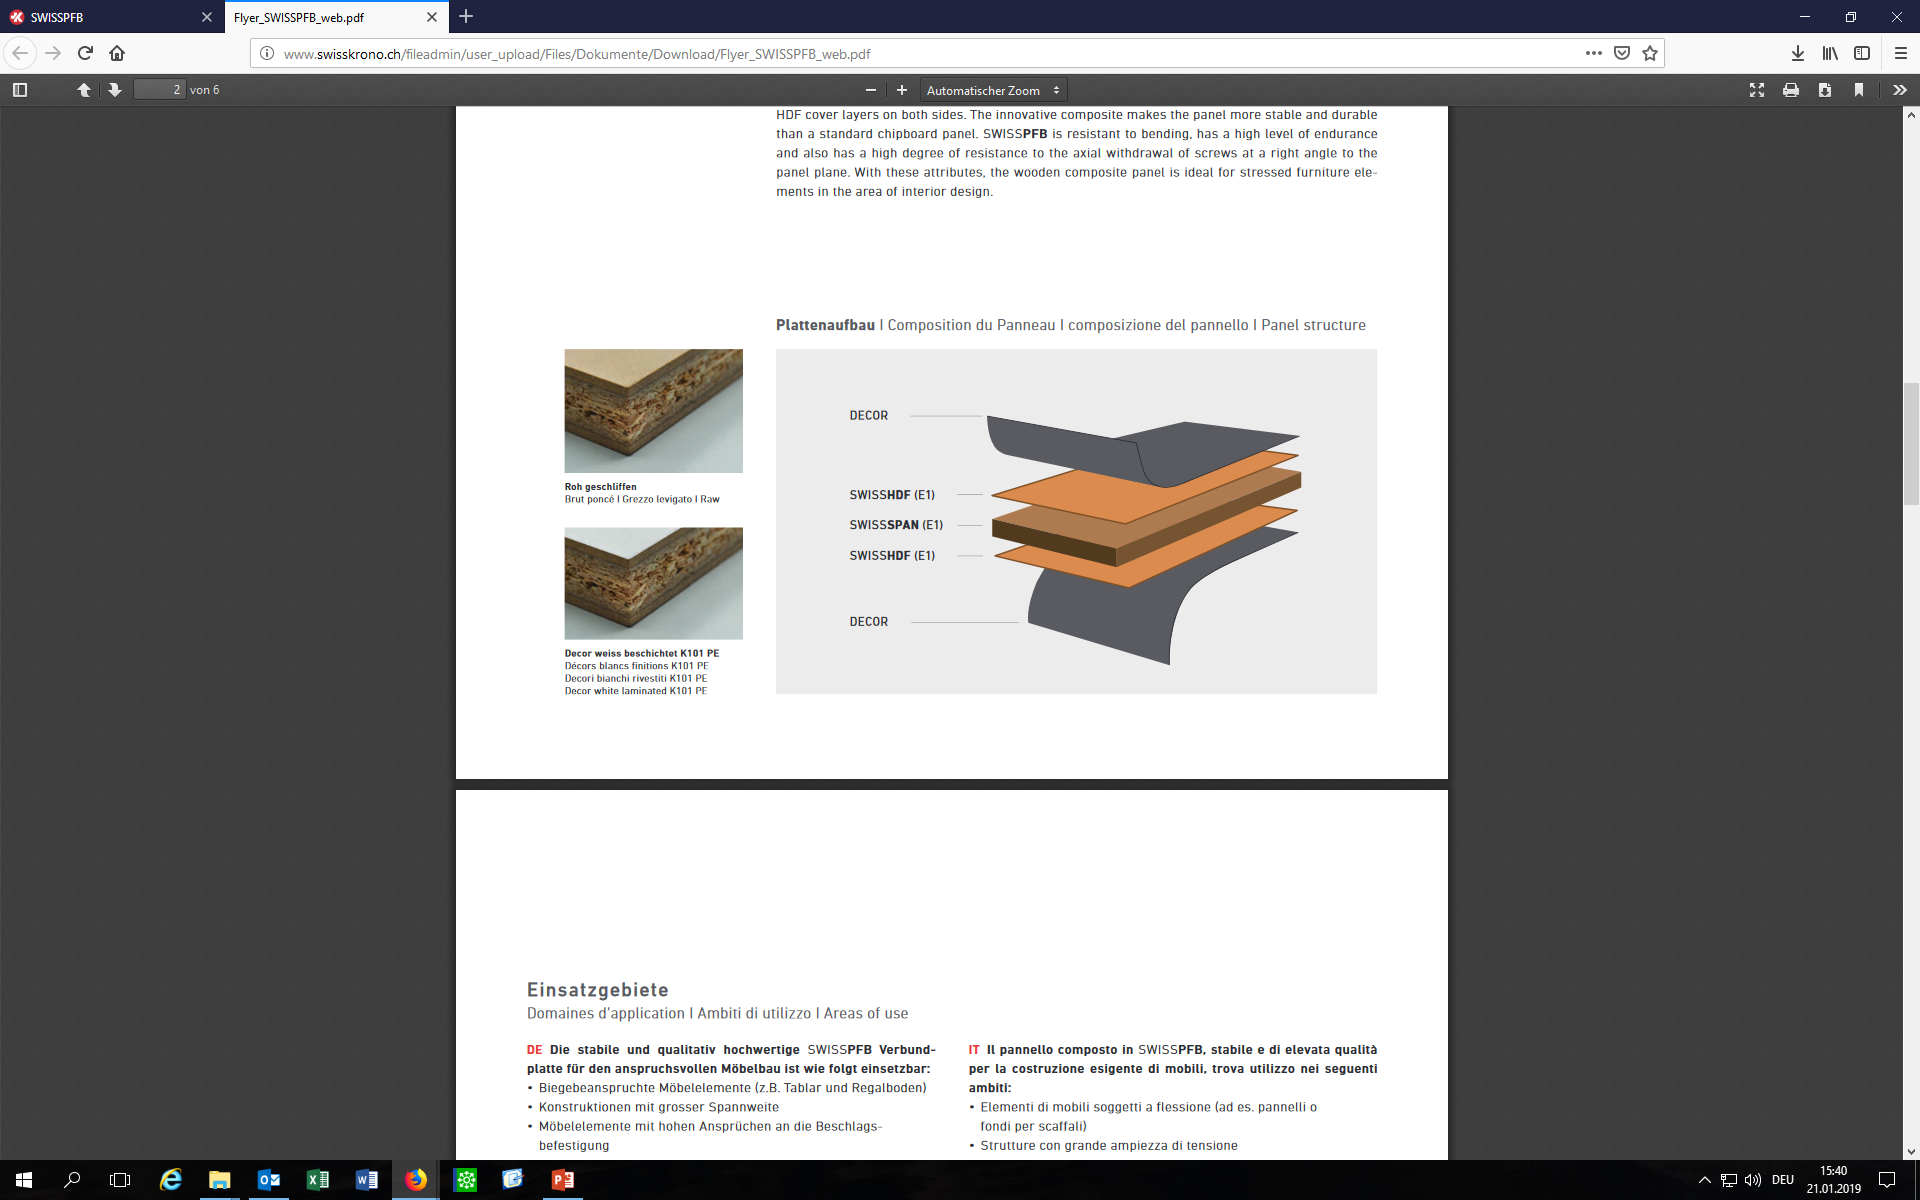 SWISSPFB
Flyer_SWISSPFB_web.pdf
www.swisskrono.ch/fileadmin/user_upload/Files/Dokumente/Download/Flyer_SWISSPFB_web.pdf
2 von 6
Automatischer Zoom
HDF cover layers on both sides. The innovative composite makes the panel more stable and durable
than a standard chipboard panel. SWISSPFB is resistant to bending, has a high level of endurance
and also has a high degree of resistance to the axial withdrawal of screws at a right angle to the
panel plane. With these attributes, the wooden composite panel is ideal for stressed furniture ele-
ments in the area of interior design.
Plattenaufbau I Composition du Panneau I composizione del pannello I Panel structure
Roh geschliffen
Brut poncé I Grezzo levigato I Raw
Decor weiss beschichtet K101 PE
Décors blancs finitions K101 PE
Decori bianchi rivestiti K101 PE
Decor white laminated K101 PE
DECOR
SWISSHDF (E1)
SWISSSPAN (E1)
SWISSHDF (E1)
DECOR
Einsatzgebiete
Domaines d'application I Ambiti di utilizzo I Areas of use
DE Die stabile und qualitativ hochwertige SWISSPFB Verbund-
platte für den anspruchsvollen Möbelbau ist wie folgt einsetzbar:
• Biegebeanspruchte Möbelelemente (z.B. Tablar und Regalboden)
• Konstruktionen mit grosser Spannweite
• Möbelelemente mit hohen Ansprüchen an die Beschlags-
befestigung
IT Il pannello composto in SWISSPFB, stabile e di elevata qualità
per la costruzione esigente di mobili, trova utilizzo nei seguenti
ambiti:
• Elementi di mobili soggetti a flessione (ad es. pannelli o
fondi per scaffali)
• Strutture con grande ampiezza di tensione
DEU
15:40
21.01.2019